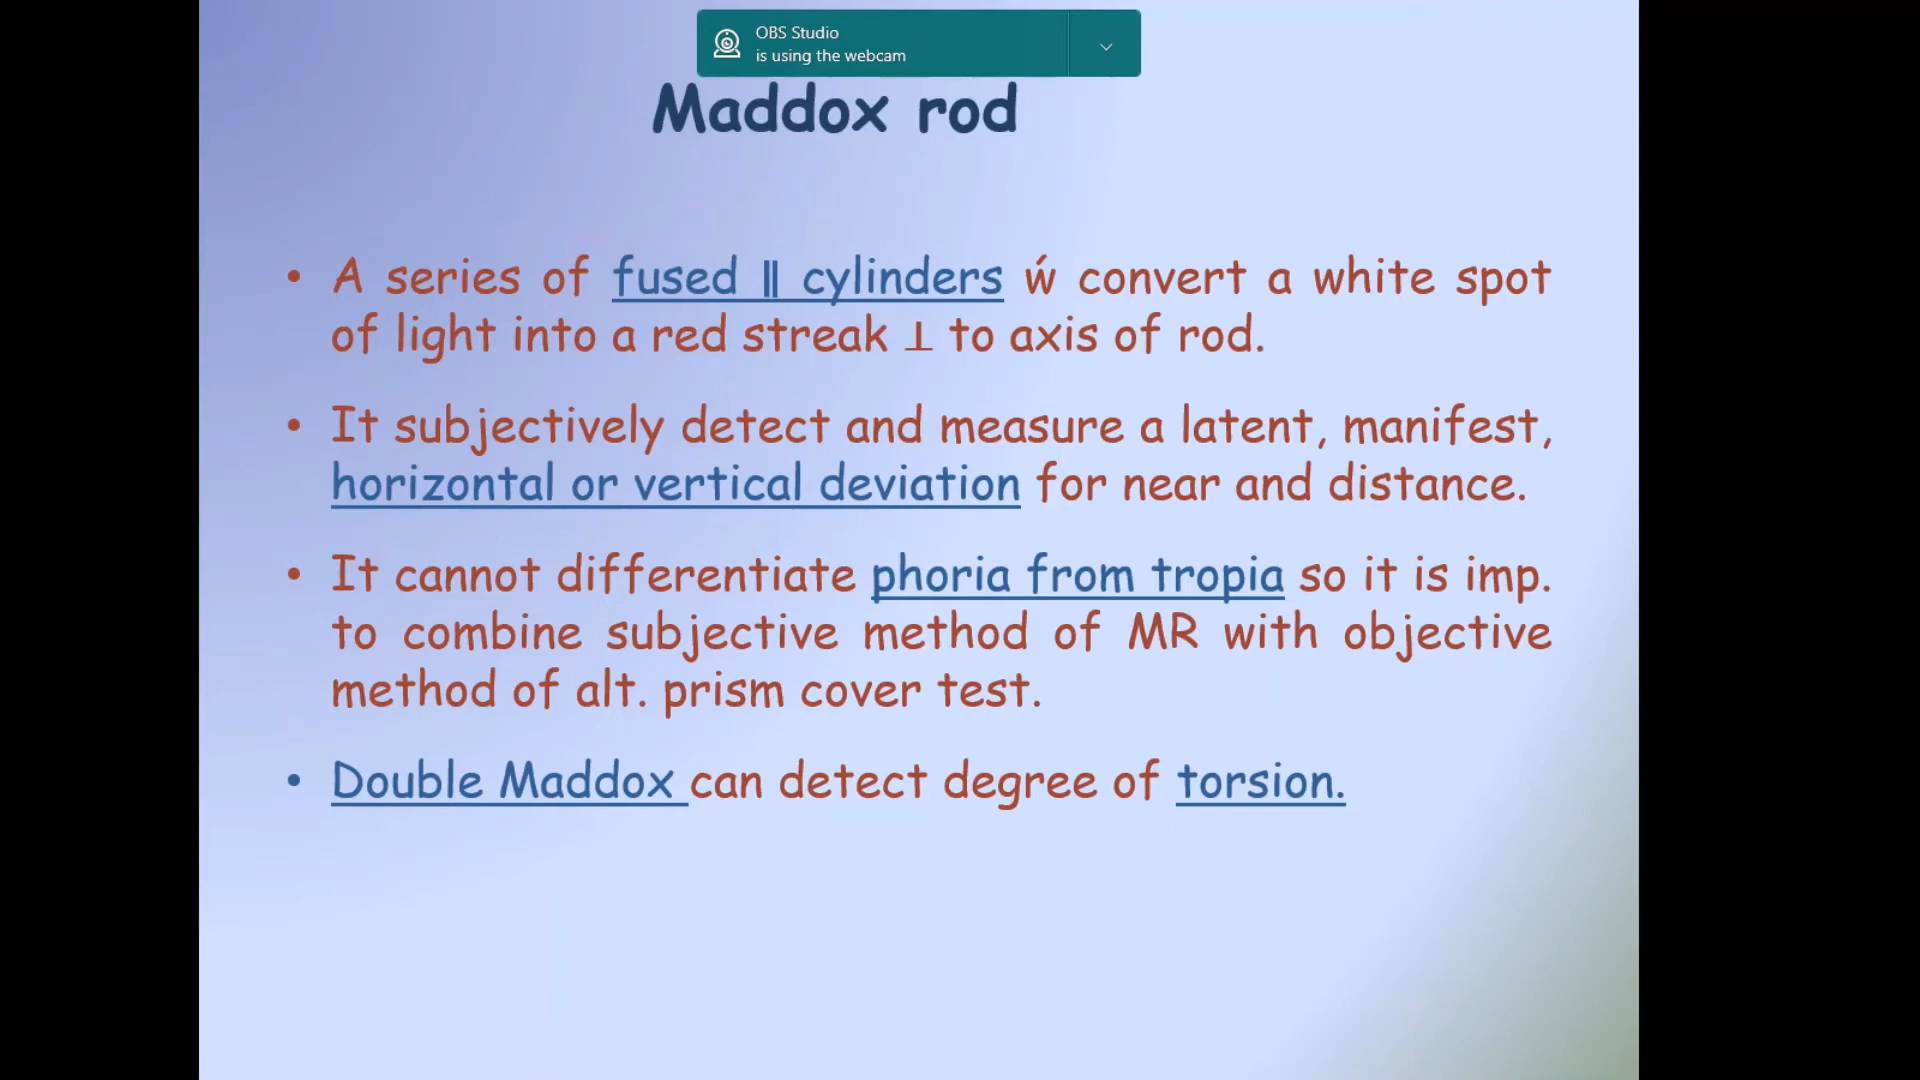 OBS Studio
is using the webcam
Maddox rod
• A series of fused ǁ cylinders ẃ convert a white spot
of light into a red streak ⊥ to axis of rod.
• It subjectively detect and measure a latent, manifest,
horizontal or vertical deviation for near and distance.
• It cannot differentiate phoria from tropia so it is imp.
to combine subjective method of MR with objective
method of alt. prism cover test.
• Double Maddox can detect degree of torsion.